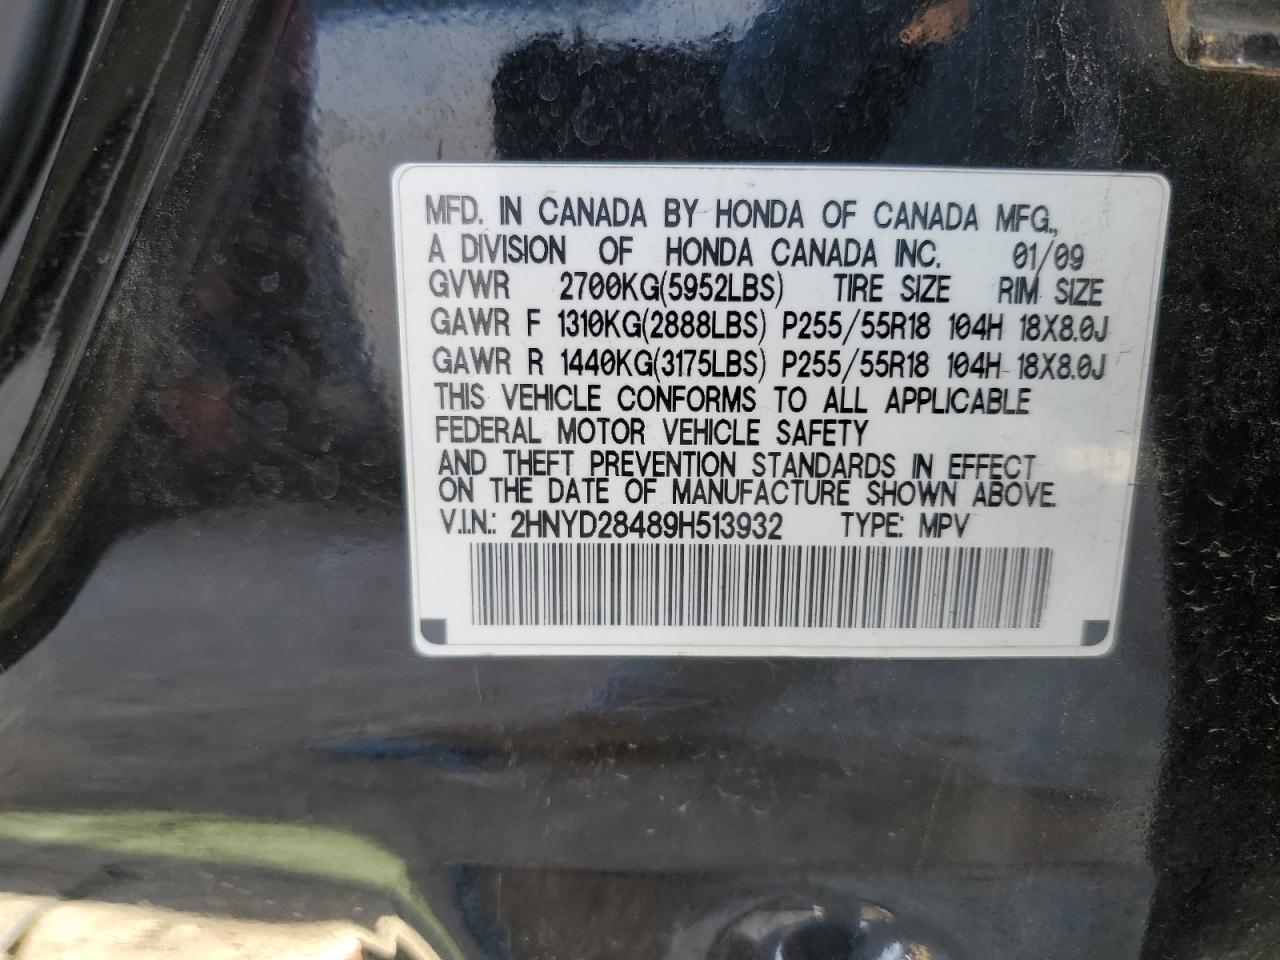 MFD. IN CANADA BY HONDA OF CANADA MFG.,
A DIVISION OF HONDA CANADA INC. 01/09
GVWR 2700KG(5952LBS) TIRE SIZE RIM SIZE
GAWR F 1310KG(2888LBS) P255/55R18 104H 18X8.0J
GAWR R 1440KG(3175LBS) P255/55R18 104H 18X8.0J
THIS VEHICLE CONFORMS TO ALL APPLICABLE
FEDERAL MOTOR VEHICLE SAFETY
AND THEFT PREVENTION STANDARDS IN EFFECT
ON THE DATE OF MANUFACTURE SHOWN ABOVE.
V.I.N.: 2HNYD28489H513932 TYPE: MPV